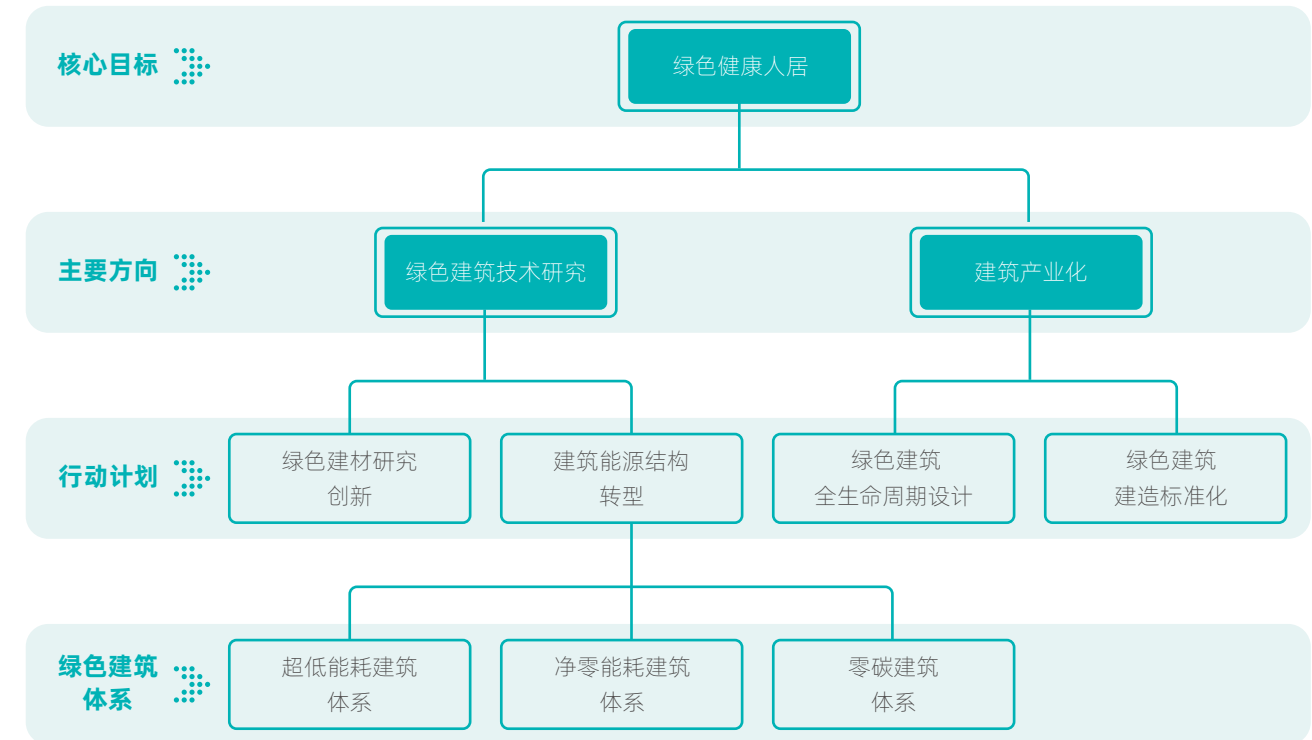 核心目标
绿色健康人居
主要方向
绿色建筑技术研究
建筑产业化
行动计划
绿色建材研究
创新
建筑能源结构
转型
绿色建筑
全生命周期设计
绿色建筑
建造标准化
绿色建筑
体系
超低能耗建筑
体系
净零能耗建筑
体系
零碳建筑
体系